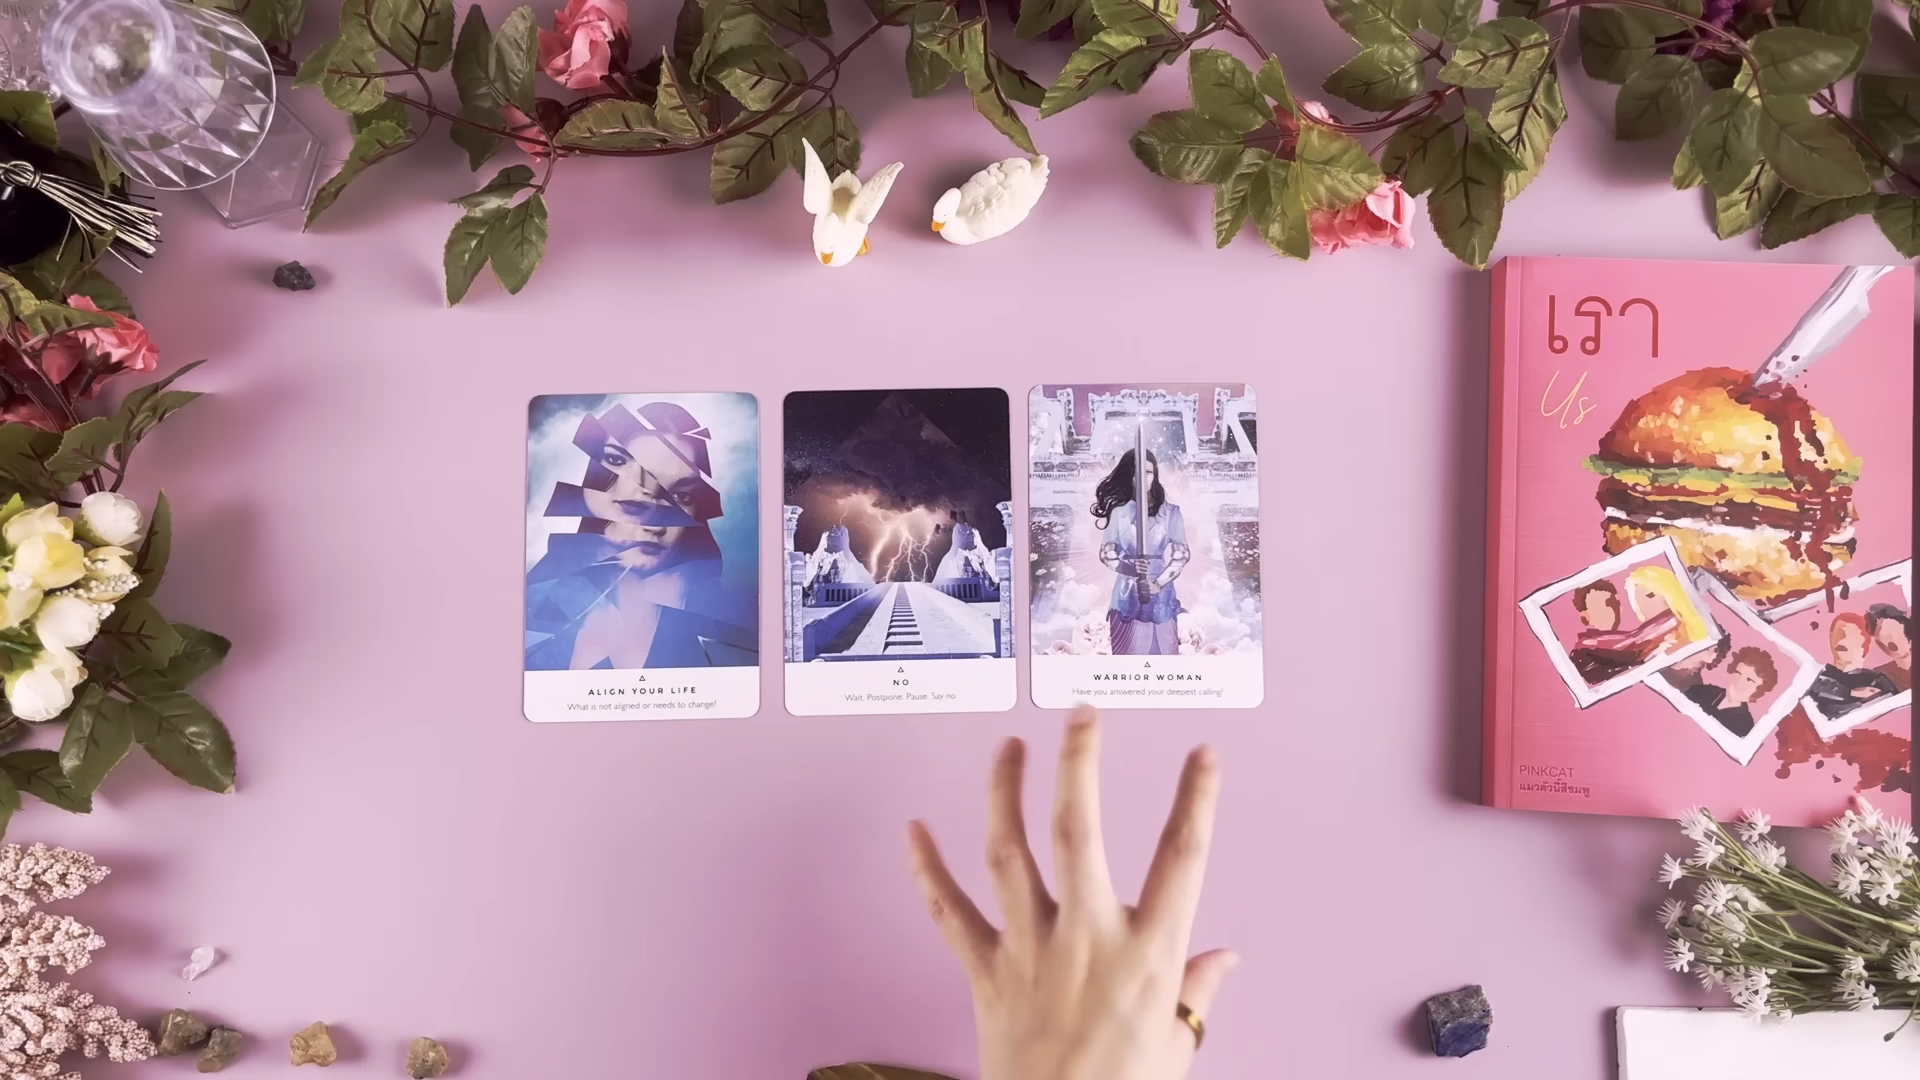 ALIGN YOUR LIFE
What is not aligned or needs to change?
NO
Wait. Postpone. Pause. Say no.
WARRIOR WOMAN
Have you answered your deepest calling?
เรา
Us
PINKCAT
แมวตัวนี้สีชมพู